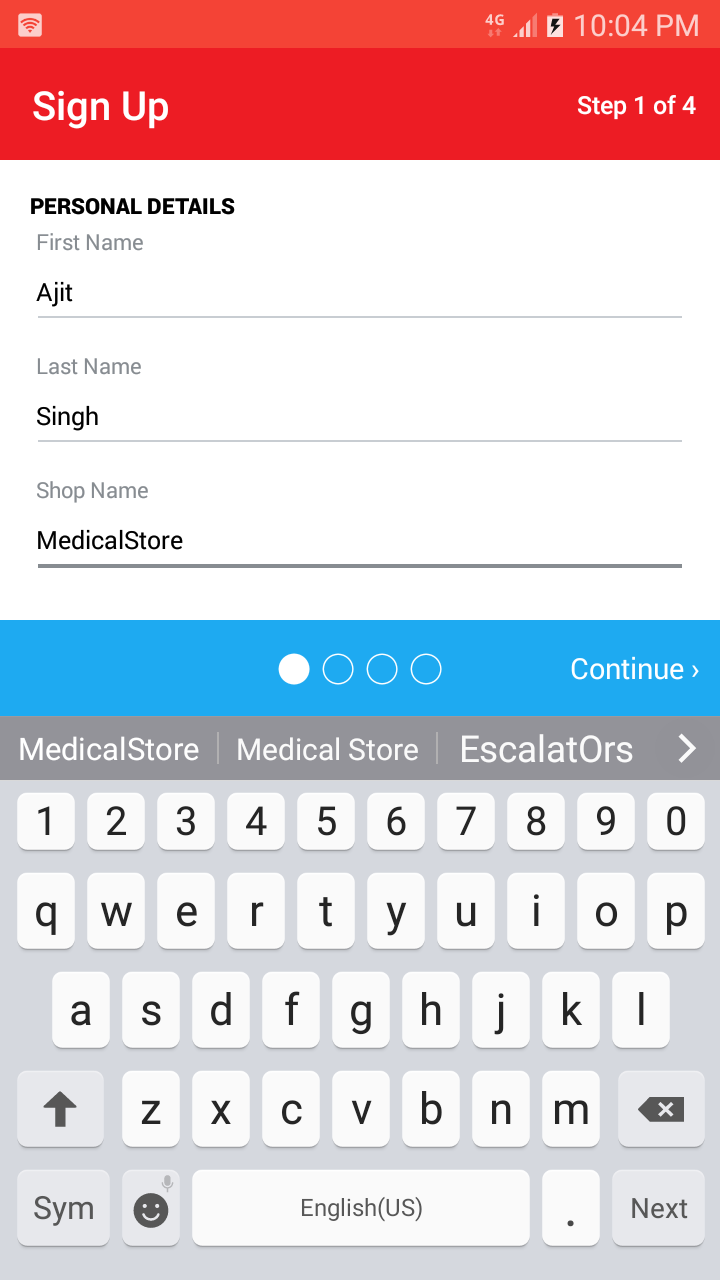 4G 10:04 PM
Sign Up Step 1 of 4
PERSONAL DETAILS
First Name
Ajit
Last Name
Singh
Shop Name
MedicalStore
Continue ›
MedicalStore Medical Store EscalatOrs
1 2 3 4 5 6 7 8 9 0
q w e r t y u i o p
a s d f g h j k l
z x c v b n m
Sym English(US) . Next